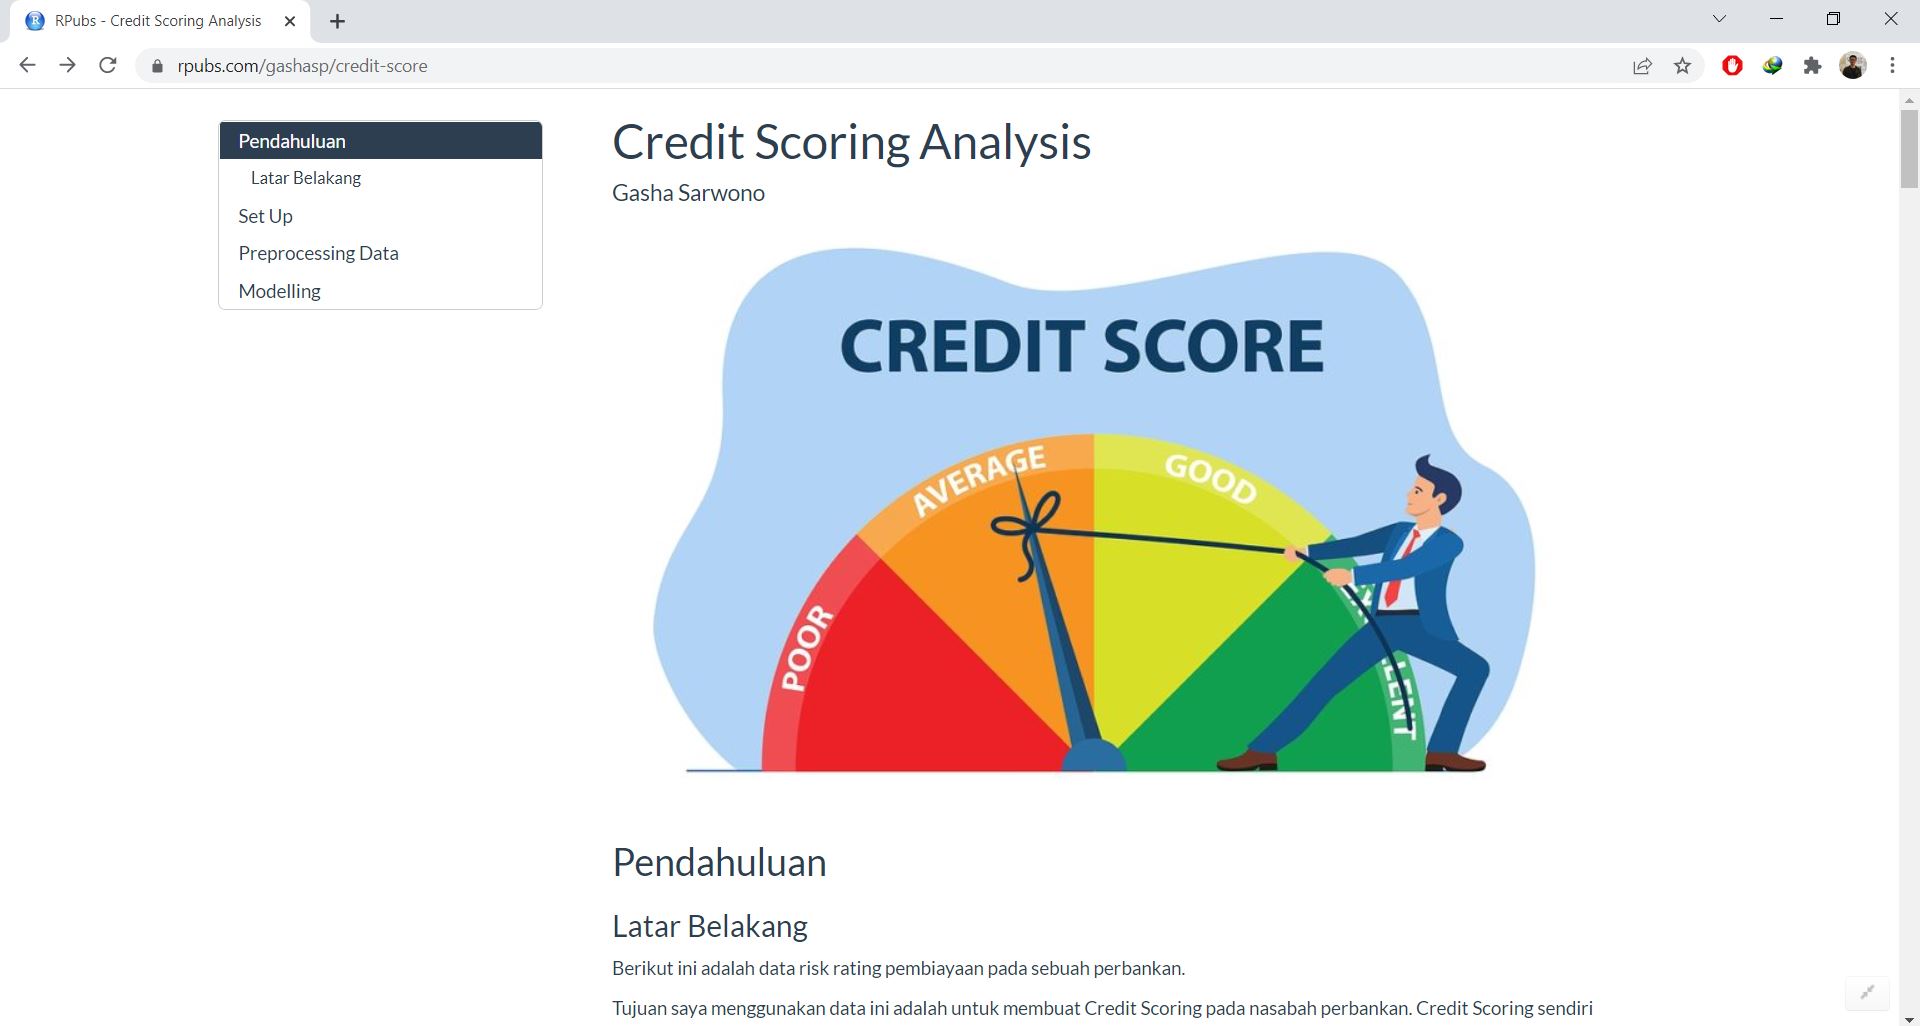 RPubs - Credit Scoring Analysis
rpubs.com/gashasp/credit-score
Pendahuluan
Latar Belakang
Set Up
Preprocessing Data
Modelling
Credit Scoring Analysis
Gasha Sarwono
CREDIT SCORE
POOR
AVERAGE
GOOD
LENT
Pendahuluan
Latar Belakang
Berikut ini adalah data risk rating pembiayaan pada sebuah perbankan.
Tujuan saya menggunakan data ini adalah untuk membuat Credit Scoring pada nasabah perbankan. Credit Scoring sendiri